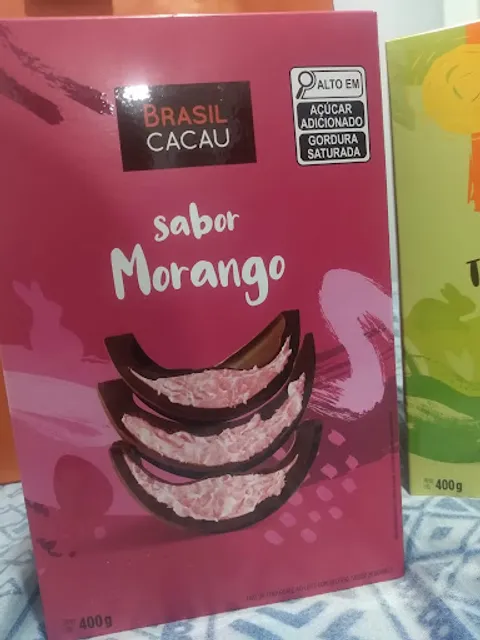 BRASIL
CACAU
ALTO EM
AÇÚCAR
ADICIONADO
GORDURA
SATURADA
sabor
Morango
400g
400g